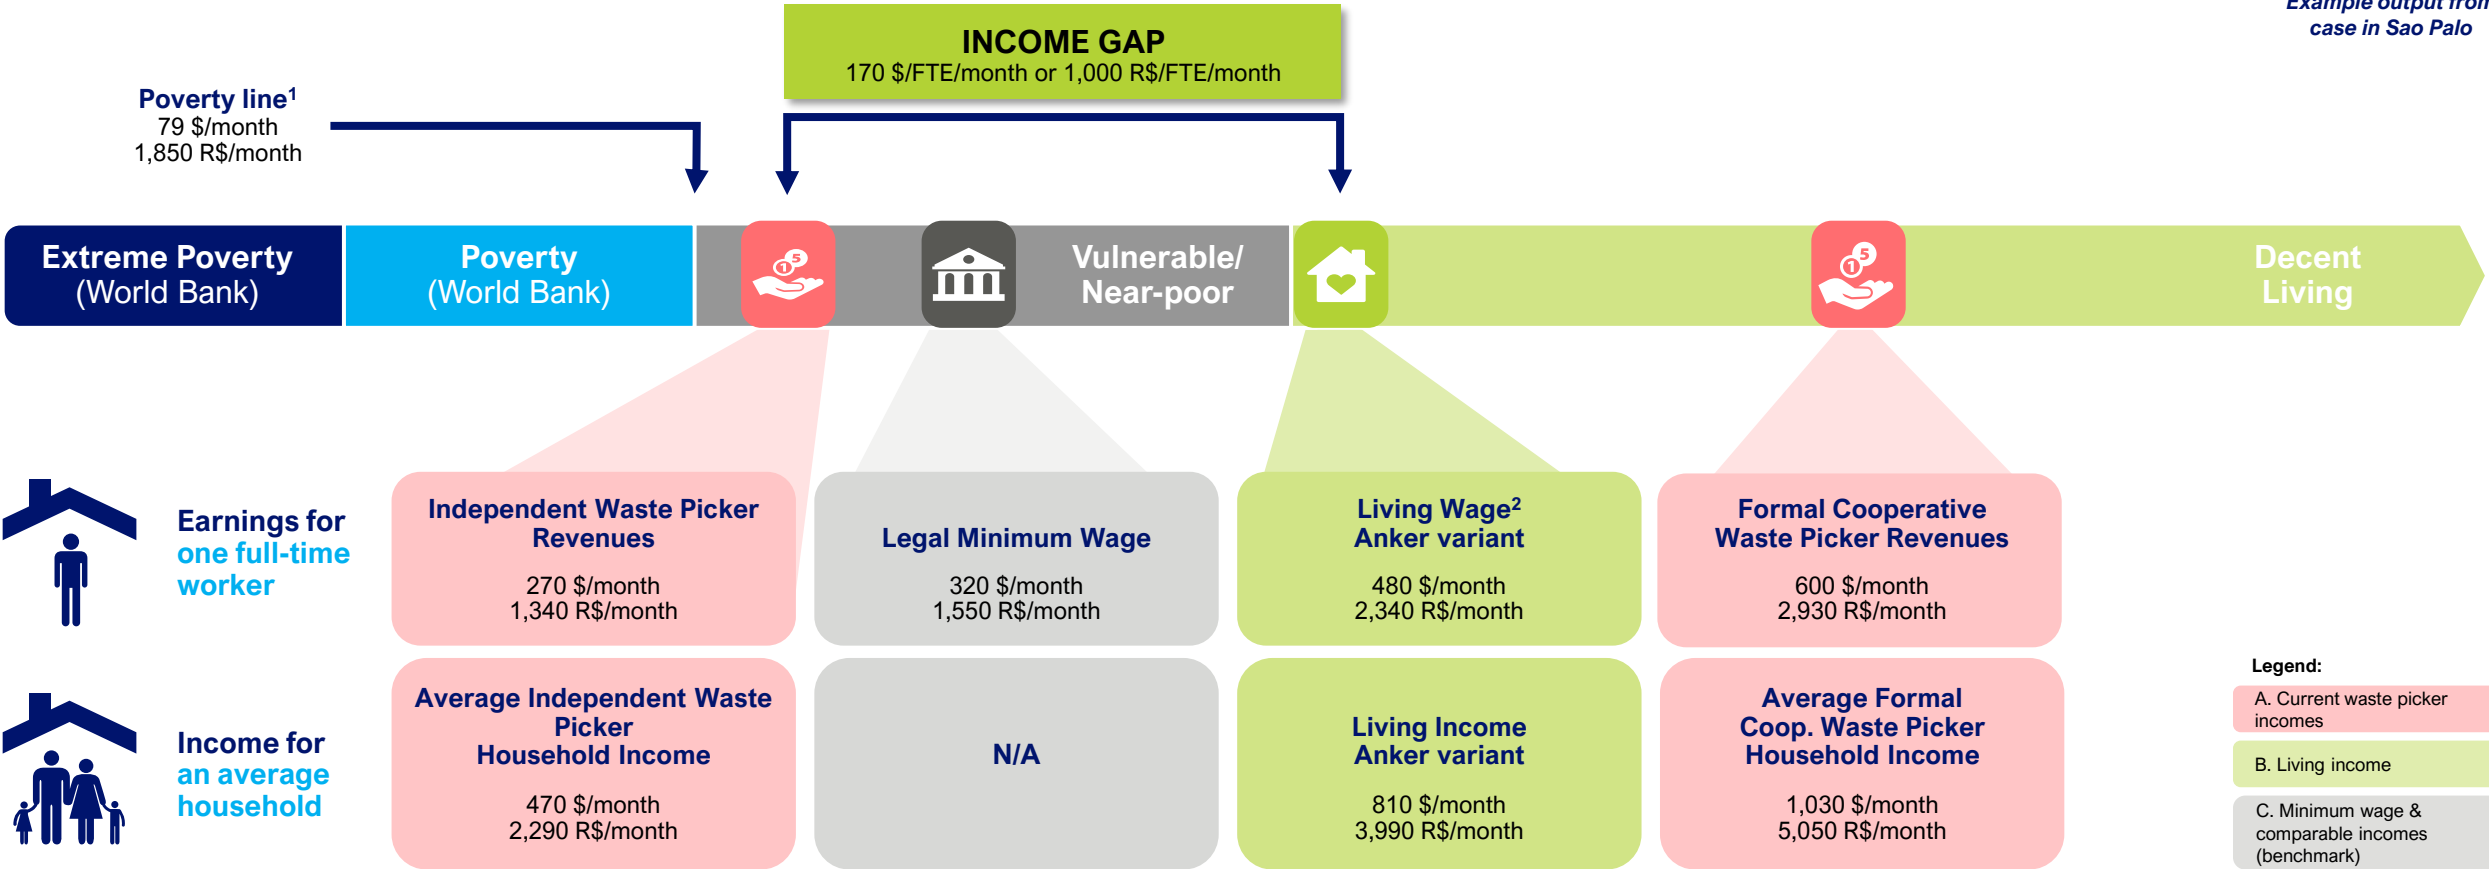 Example output from
case in Sao Palo
INCOME GAP
170 $/FTE/month or 1,000 R$/FTE/month
Poverty line¹
79 $/month
1,850 R$/month
Extreme Poverty
(World Bank)
Poverty
(World Bank)
Vulnerable/
Near-poor
Decent
Living
Earnings for
one full-time
worker
Independent Waste Picker
Revenues
270 $/month
1,340 R$/month
Legal Minimum Wage
320 $/month
1,550 R$/month
Living Wage²
Anker variant
480 $/month
2,340 R$/month
Formal Cooperative
Waste Picker Revenues
600 $/month
2,930 R$/month
Income for
an average
household
Average Independent Waste
Picker
Household Income
470 $/month
2,290 R$/month
N/A
Living Income
Anker variant
810 $/month
3,990 R$/month
Average Formal
Coop. Waste Picker
Household Income
1,030 $/month
5,050 R$/month
Legend:
A. Current waste picker
incomes
B. Living income
C. Minimum wage &
comparable incomes
(benchmark)